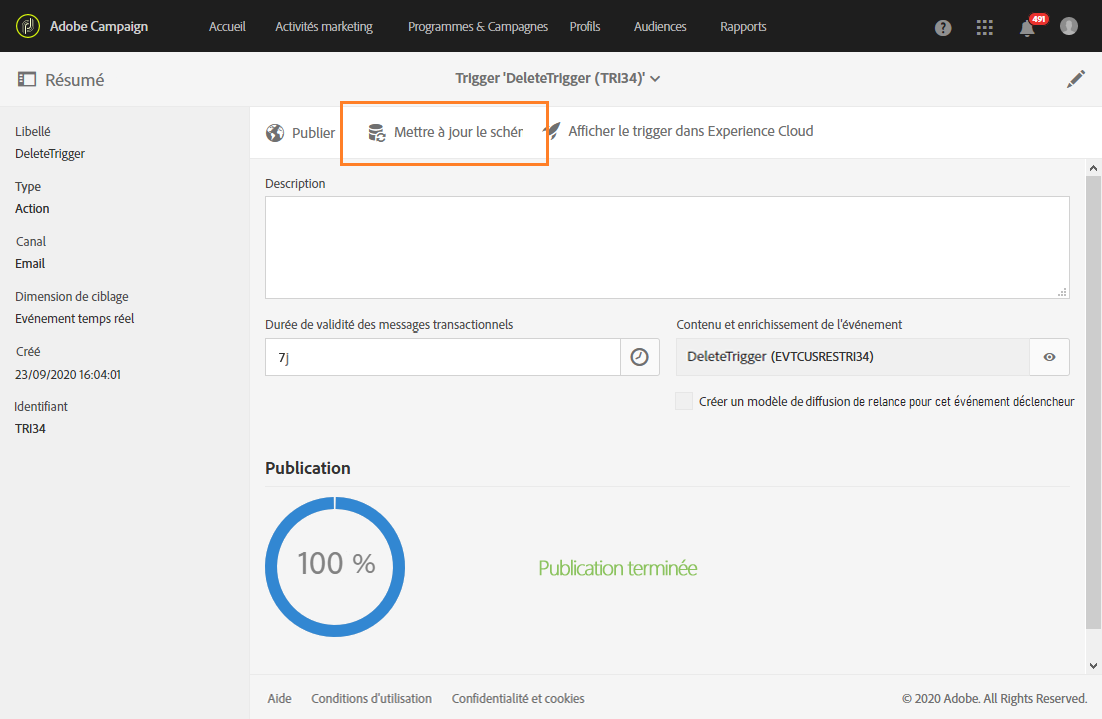 Adobe Campaign
Accueil
Activités marketing
Programmes & Campagnes
Profils
Audiences
Rapports
?
491
Résumé
Trigger 'DeleteTrigger (TRI34)'
Libellé
DeleteTrigger
Type
Action
Canal
Email
Dimension de ciblage
Evénement temps réel
Créé
23/09/2020 16:04:01
Identifiant
TRI34
Publier
Mettre à jour le schér
Afficher le trigger dans Experience Cloud
Description
Durée de validité des messages transactionnels
7j
Contenu et enrichissement de l'événement
DeleteTrigger (EVTCUSRESTRI34)
Créer un modèle de diffusion de relance pour cet événement déclencheur
Publication
100 %
Publication terminée
Aide
Conditions d'utilisation
Confidentialité et cookies
© 2020 Adobe. All Rights Reserved.